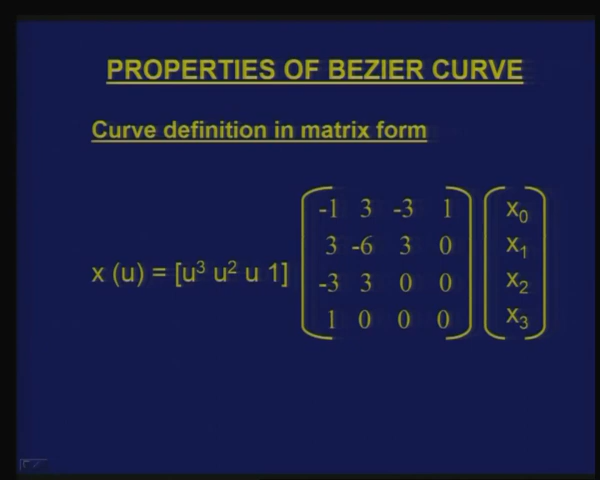 PROPERTIES OF BEZIER CURVE
Curve definition in matrix form
-1 3 -3 1 x₀
3 -6 3 0 x₁
x (u) = [u³ u² u 1]
-3 3 0 0 x₂
1 0 0 0 x₃